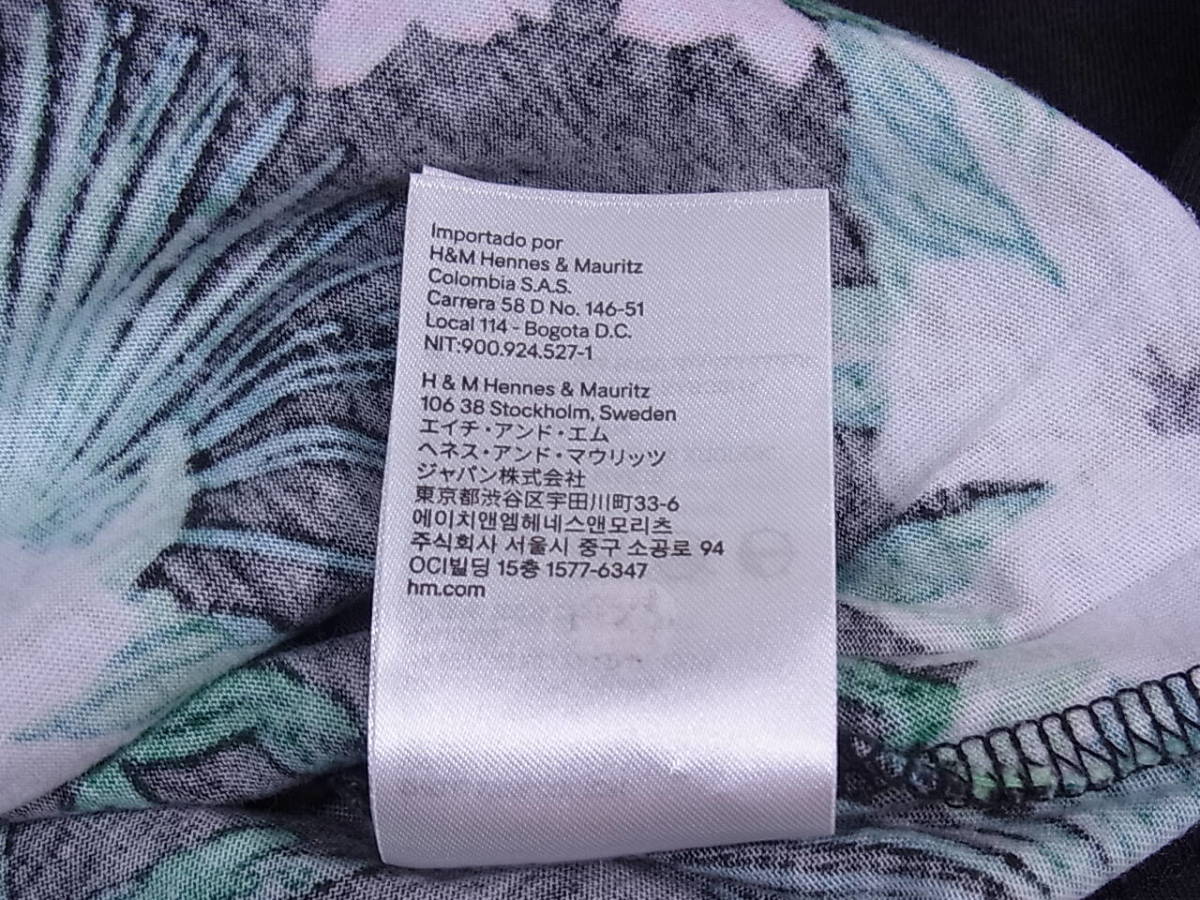 Importado por
H&M Hennes & Mauritz
Colombia S.A.S.
Carrera 58 D No. 146-51
Local 114 - Bogota D.C.
NIT:900.924.527-1
H & M Hennes & Mauritz
106 38 Stockholm, Sweden
エイチ・アンド・エム
ヘネス・アンド・マウリッツ
ジャパン株式会社
東京都渋谷区宇田川町33-6
에이치앤엠헤네스앤모리츠
주식회사 서울시 중구 소공로 94
OCI빌딩 15층 1577-6347
hm.com